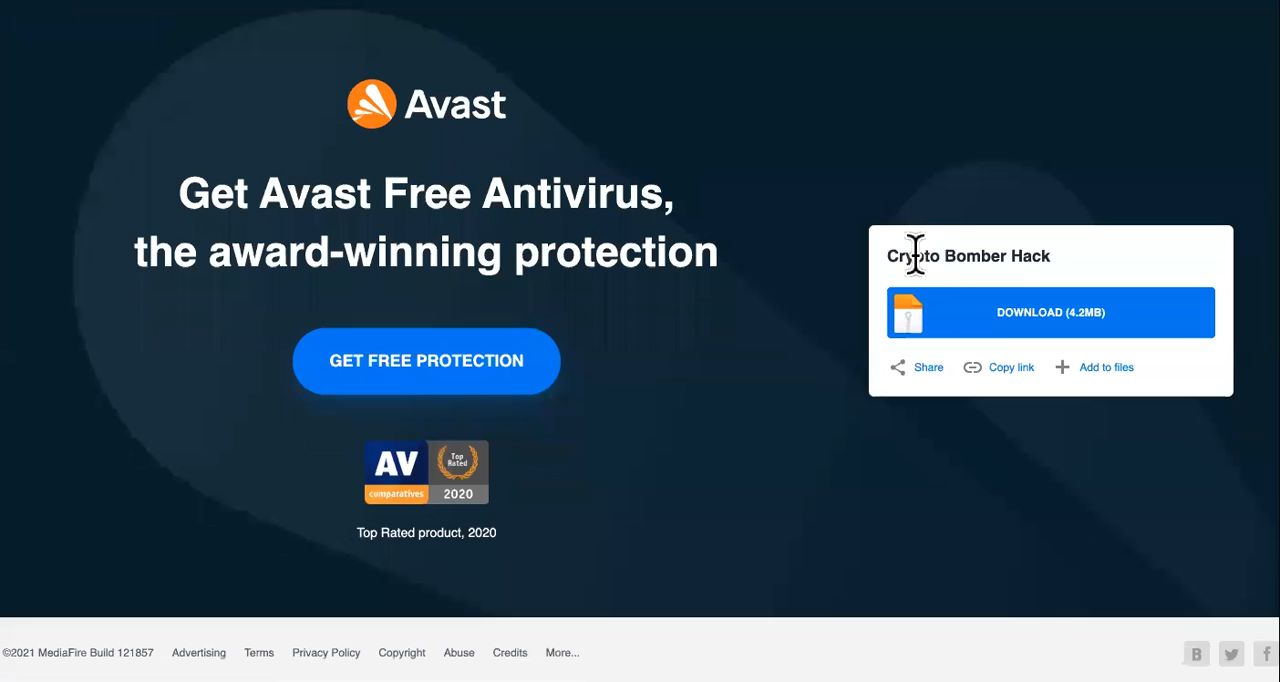 Avast
Get Avast Free Antivirus,
the award-winning protection
GET FREE PROTECTION
AV
comparatives
Top
Rated
2020
Top Rated product, 2020
Crypto Bomber Hack
DOWNLOAD (4.2MB)
Share Copy link Add to files
©2021 MediaFire Build 121857 Advertising Terms Privacy Policy Copyright Abuse Credits More...